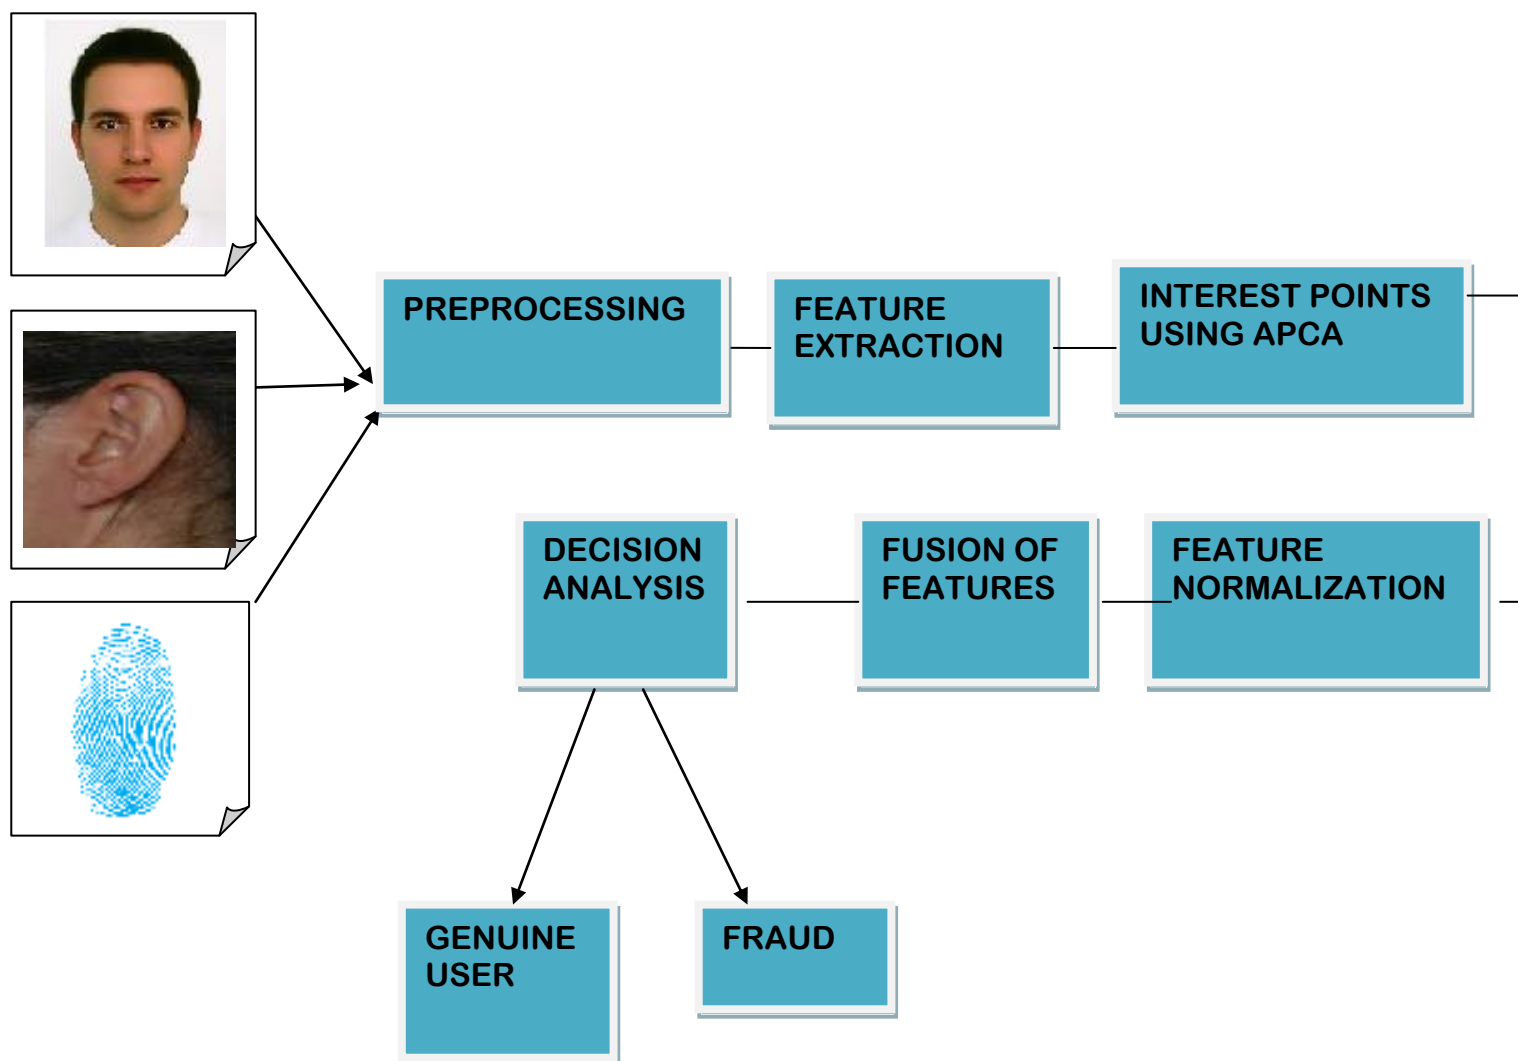 PREPROCESSING
FEATURE
EXTRACTION
INTEREST POINTS
USING APCA
DECISION
ANALYSIS
FUSION OF
FEATURES
FEATURE
NORMALIZATION
GENUINE
USER
FRAUD